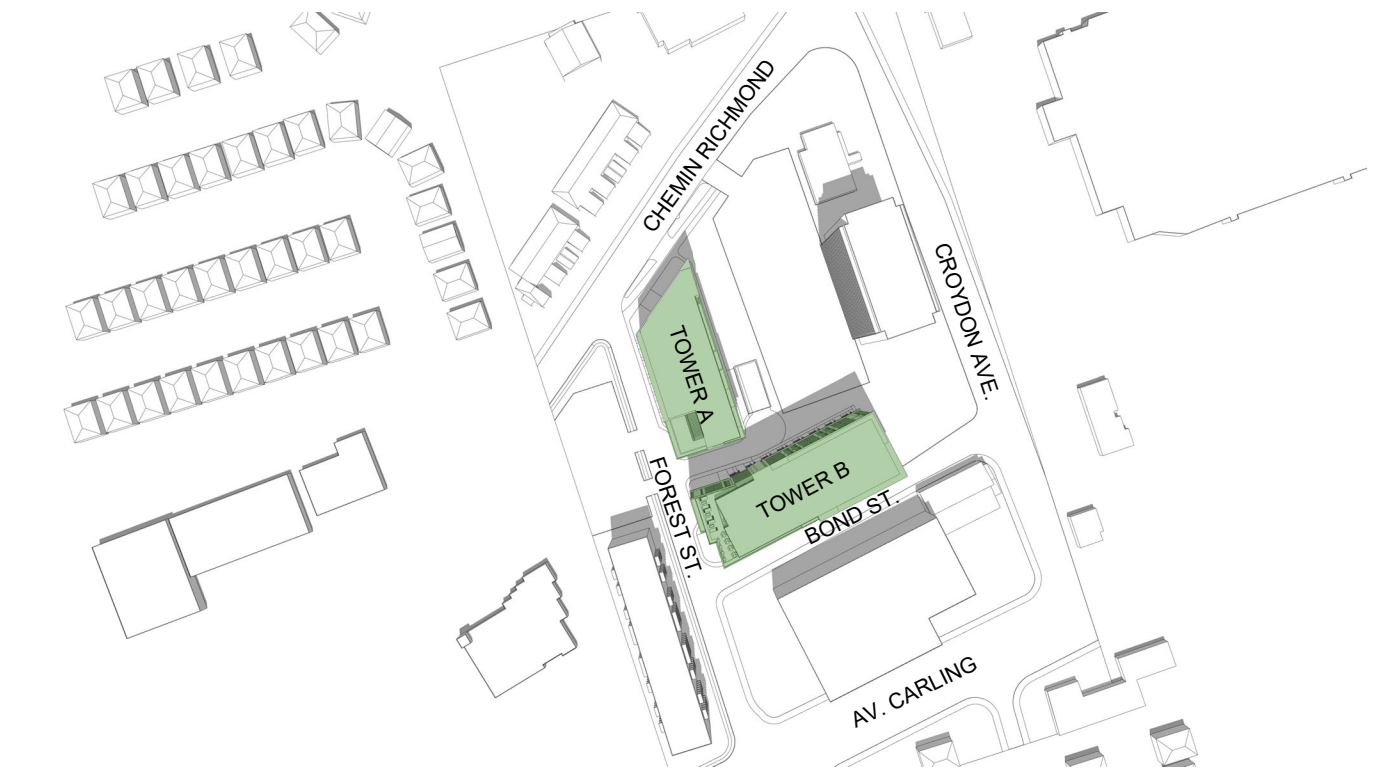 CHEMIN RICHMOND
CROYDON AVE.
TOWER A
TOWER B
FOREST ST.
BOND ST.
AV. CARLING